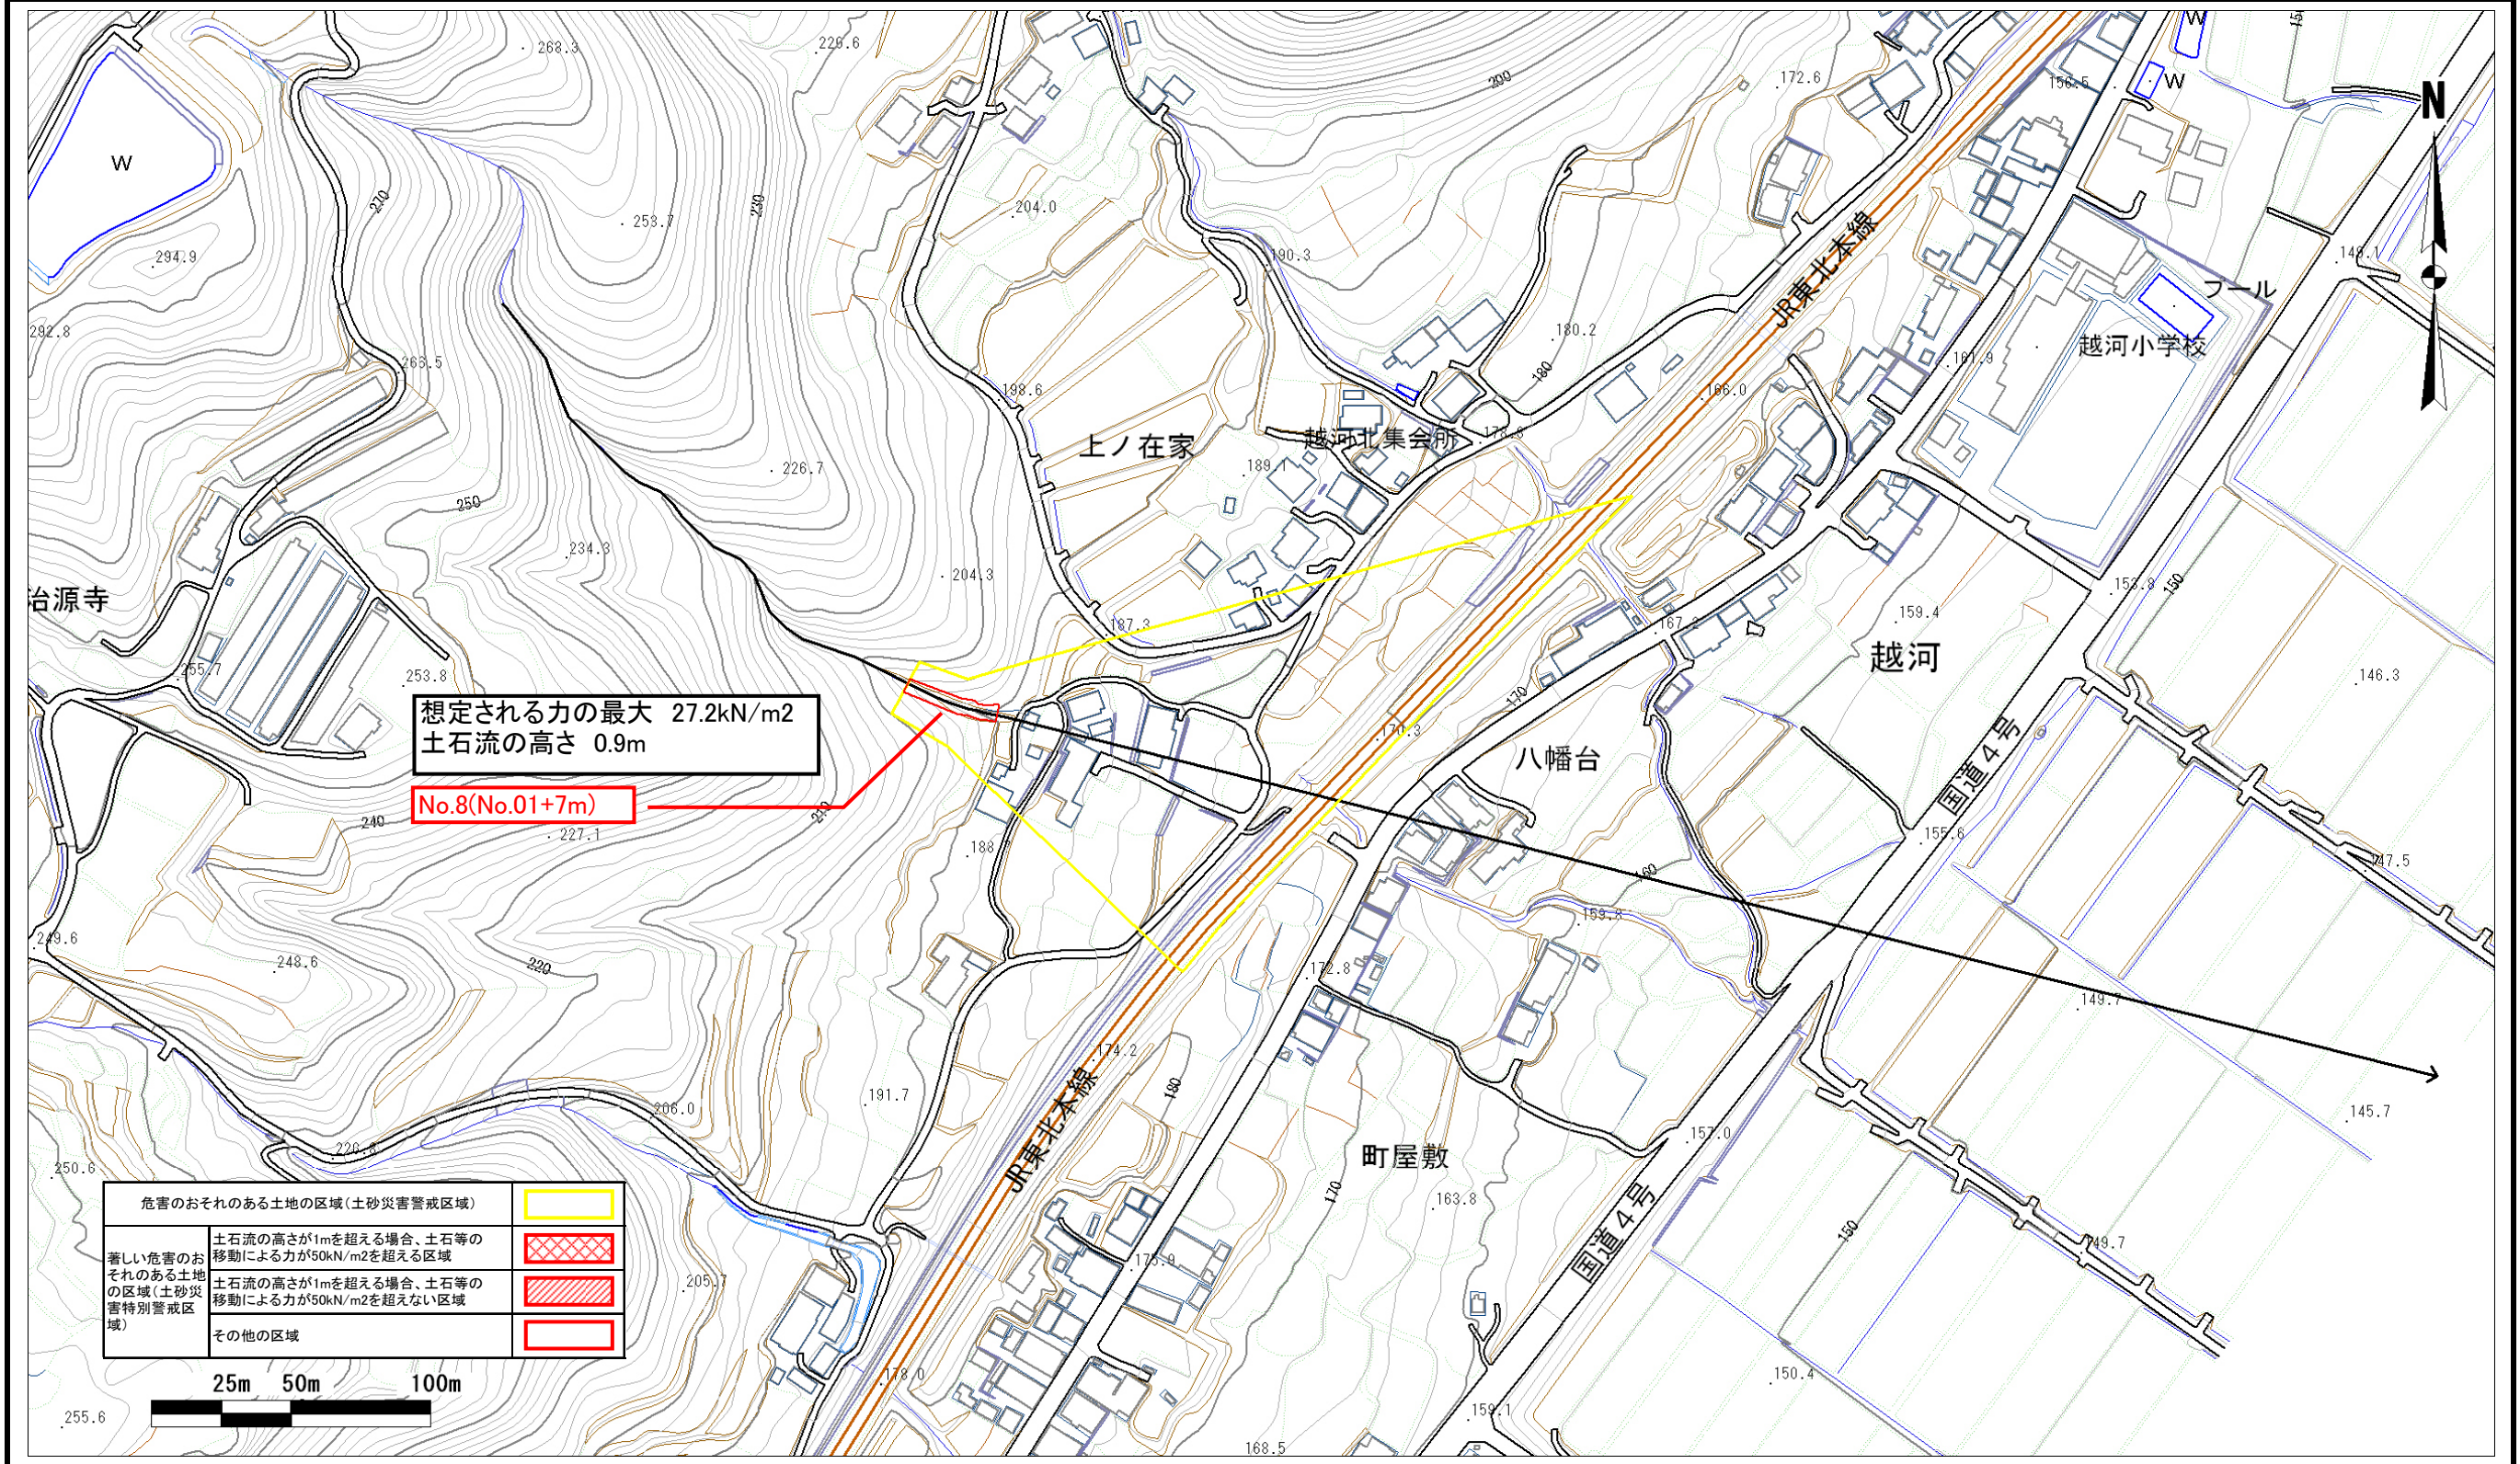 W
268.3
226.6
200
172.6
156.5
W
W
N
W
270
253.7
230
204.0
294.9
190.3
JR東北本線
149.1
プール
292.8
266.5
198.6
180.2
180
166.0
161.9
越河小学校
上ノ在家
越河北集会所
178.8
189.1
226.7
250
234.3
204.3
治源寺
187.3
167.2
159.4
153.8
150
255.7
253.8
越河
146.3
想定される力の最大 27.2kN/m2
土石流の高さ 0.9m
No.8(No.01+7m)
170
八幡台
国道4号
240
227.1
210
188
155.6
147.5
160
159.8
249.6
248.6
220
172.8
149.7
174.2
180
191.7
206.0
JR東北本線
145.7
157.0
町屋敷
170
163.8
250.6
220.8
国道4号
150
149.7
175.9
205.7
危害のおそれのある土地の区域(土砂災害警戒区域)
著しい危害のお
それのある土地
の区域(土砂災
害特別警戒区
域)
土石流の高さが1mを超える場合、土石等の
移動による力が50kN/m2を超える区域
土石流の高さが1mを超える場合、土石等の
移動による力が50kN/m2を超えない区域
その他の区域
25m 50m 100m
178.0
150.4
255.6
159.1
168.5